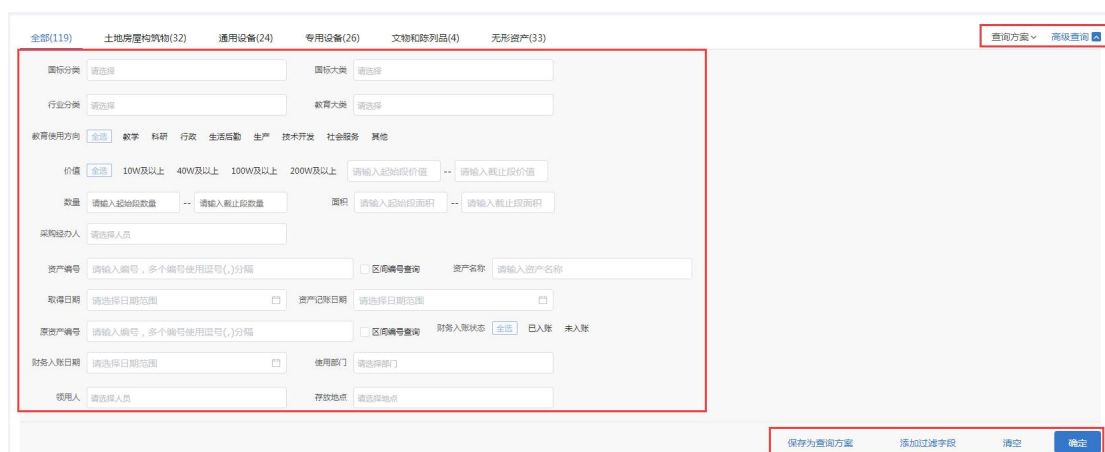 全部(119) 土地房屋构筑物(32) 通用设备(24) 专用设备(26) 文物和陈列品(4) 无形资产(33) 查询方案 高级查询
国标分类 请选择 国标大类 请选择
行业分类 请选择 教育大类 请选择
教育使用方向 全选 教学 科研 行政 生活后勤 生产 技术开发 社会服务 其他
价值 全选 10W及以上 40W及以上 100W及以上 200W及以上 请输入起始段价值 -- 请输入截止段价值
数量 请输入起始段数量 -- 请输入截止段数量 面积 请输入起始段面积 -- 请输入截止段面积
采购经办人 请选择人员
资产编号 请输入编号，多个编号使用逗号(,)分隔 区间编号查询 资产名称 请输入资产名称
取得日期 请选择日期范围 资产记账日期 请选择日期范围
原资产编号 请输入编号，多个编号使用逗号(,)分隔 区间编号查询 财务入账状态 全选 已入账 未入账
财务入账日期 请选择日期范围 使用部门 请选择部门
领用人 请选择人员 存放地点 请选择地点
保存为查询方案 添加过滤字段 清空 确定